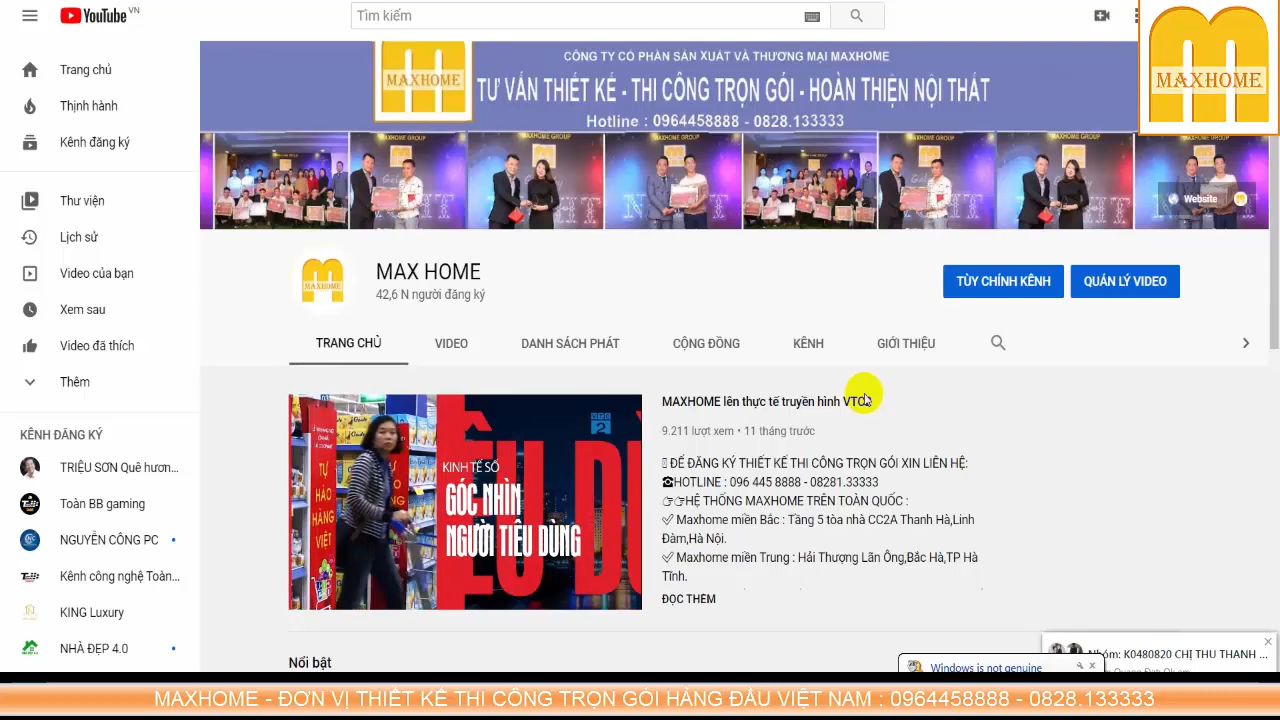 YouTube VN
Tìm kiếm
MAXHOME
Trang chủ
Thịnh hành
Kênh đăng ký
Thư viện
Lịch sử
Video của bạn
Xem sau
Video đã thích
Thêm
KÊNH ĐĂNG KÝ
TRIỆU SƠN Quê hươn...
Toàn BB gaming
NGUYỄN CÔNG PC
Kênh công nghệ Toàn...
KING Luxury
NHÀ ĐẸP 4.0
CÔNG TY CỔ PHẦN SẢN XUẤT VÀ THƯƠNG MẠI MAXHOME
MAXHOME
TƯ VẤN THIẾT KẾ - THI CÔNG TRỌN GÓI - HOÀN THIỆN NỘI THẤT
Hotline : 0964458888 - 0828.133333
MAXHOME GROUP
Website
MAXHOME
MAX HOME
42,6 N người đăng ký
TÙY CHỈNH KÊNH
QUẢN LÝ VIDEO
TRANG CHỦ
VIDEO
DANH SÁCH PHÁT
CỘNG ĐỒNG
KÊNH
GIỚI THIỆU
TỰ HÀO HÀNG VIỆT
VTC 2
KINH TẾ SỐ
GÓC NHÌN
NGƯỜI TIÊU DÙNG
MAXHOME lên thực tế truyền hình VTC2
9.211 lượt xem • 11 tháng trước
ĐỂ ĐĂNG KÝ THIẾT KẾ THI CÔNG TRỌN GÓI XIN LIÊN HỆ:
☎HOTLINE : 096 445 8888 - 08281.33333
👉👉HỆ THỐNG MAXHOME TRÊN TOÀN QUỐC :
✅ Maxhome miền Bắc : Tầng 5 tòa nhà CC2A Thanh Hà,Linh
Đàm,Hà Nội.
✅ Maxhome miền Trung : Hải Thượng Lãn Ông,Bắc Hà,TP Hà
Tĩnh.
ĐỌC THÊM
Nổi bật
Nhóm: K0480820 CHỊ THU THANH ...
Windows is not genuine
MAXHOME - ĐƠN VỊ THIẾT KẾ THI CÔNG TRỌN GÓI HÀNG ĐẦU VIỆT NAM : 0964458888 - 0828.133333